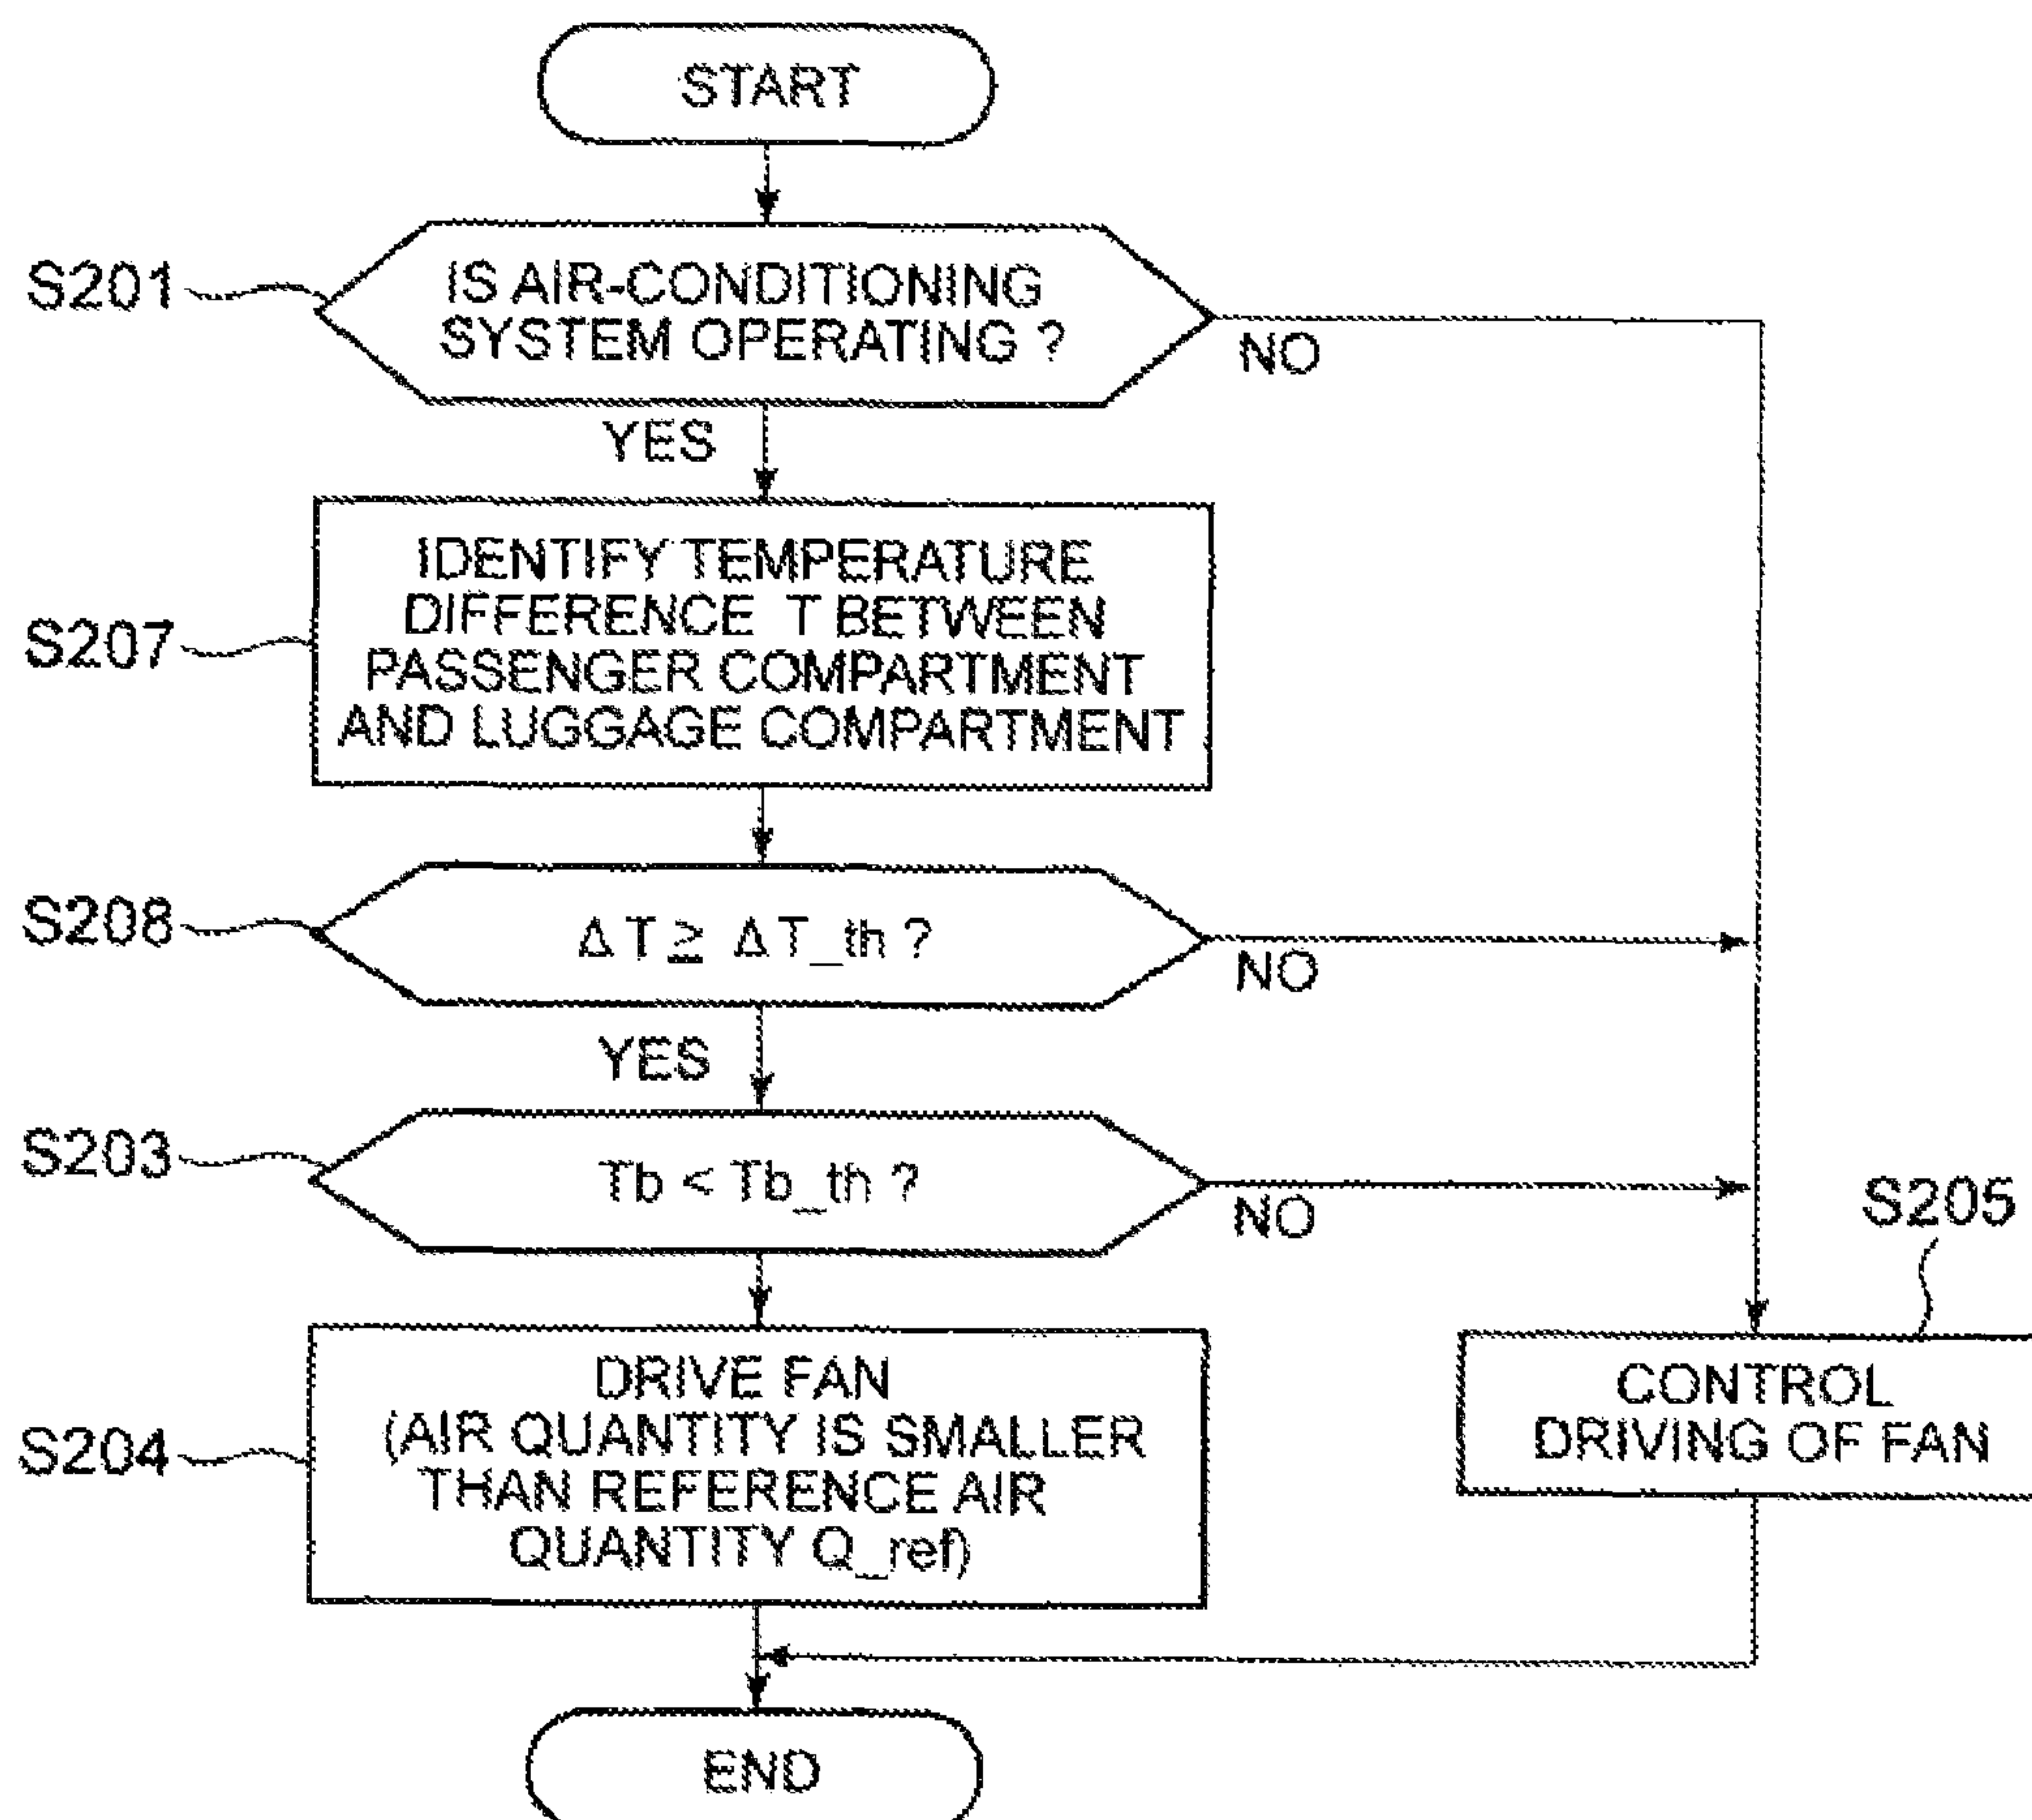 START
S201
IS AIR-CONDITIONING
SYSTEM OPERATING ?
NO
YES
S207
IDENTIFY TEMPERATURE
DIFFERENCE T BETWEEN
PASSENGER COMPARTMENT
AND LUGGAGE COMPARTMENT
S208
Δ T ≧ Δ T_th ?
NO
YES
S203
Tb < Tb_th ?
NO
S205
S204
DRIVE FAN
(AIR QUANTITY IS SMALLER
THAN REFERENCE AIR
QUANTITY Q_ref)
CONTROL
DRIVING OF FAN
END